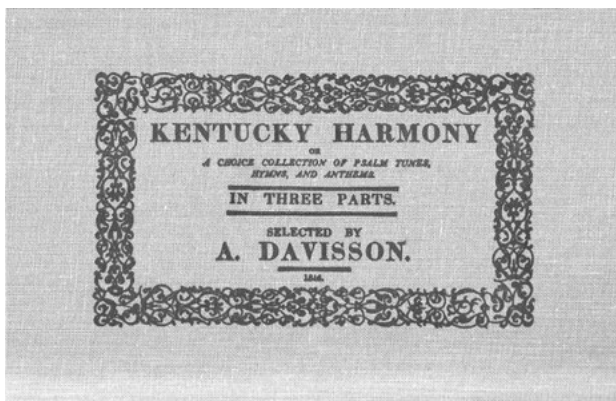 KENTUCKY HARMONY
OR
A CHOICE COLLECTION OF PSALM TUNES,
HYMNS, AND ANTHEMS.
IN THREE PARTS.
SELECTED BY
A. DAVISSON.